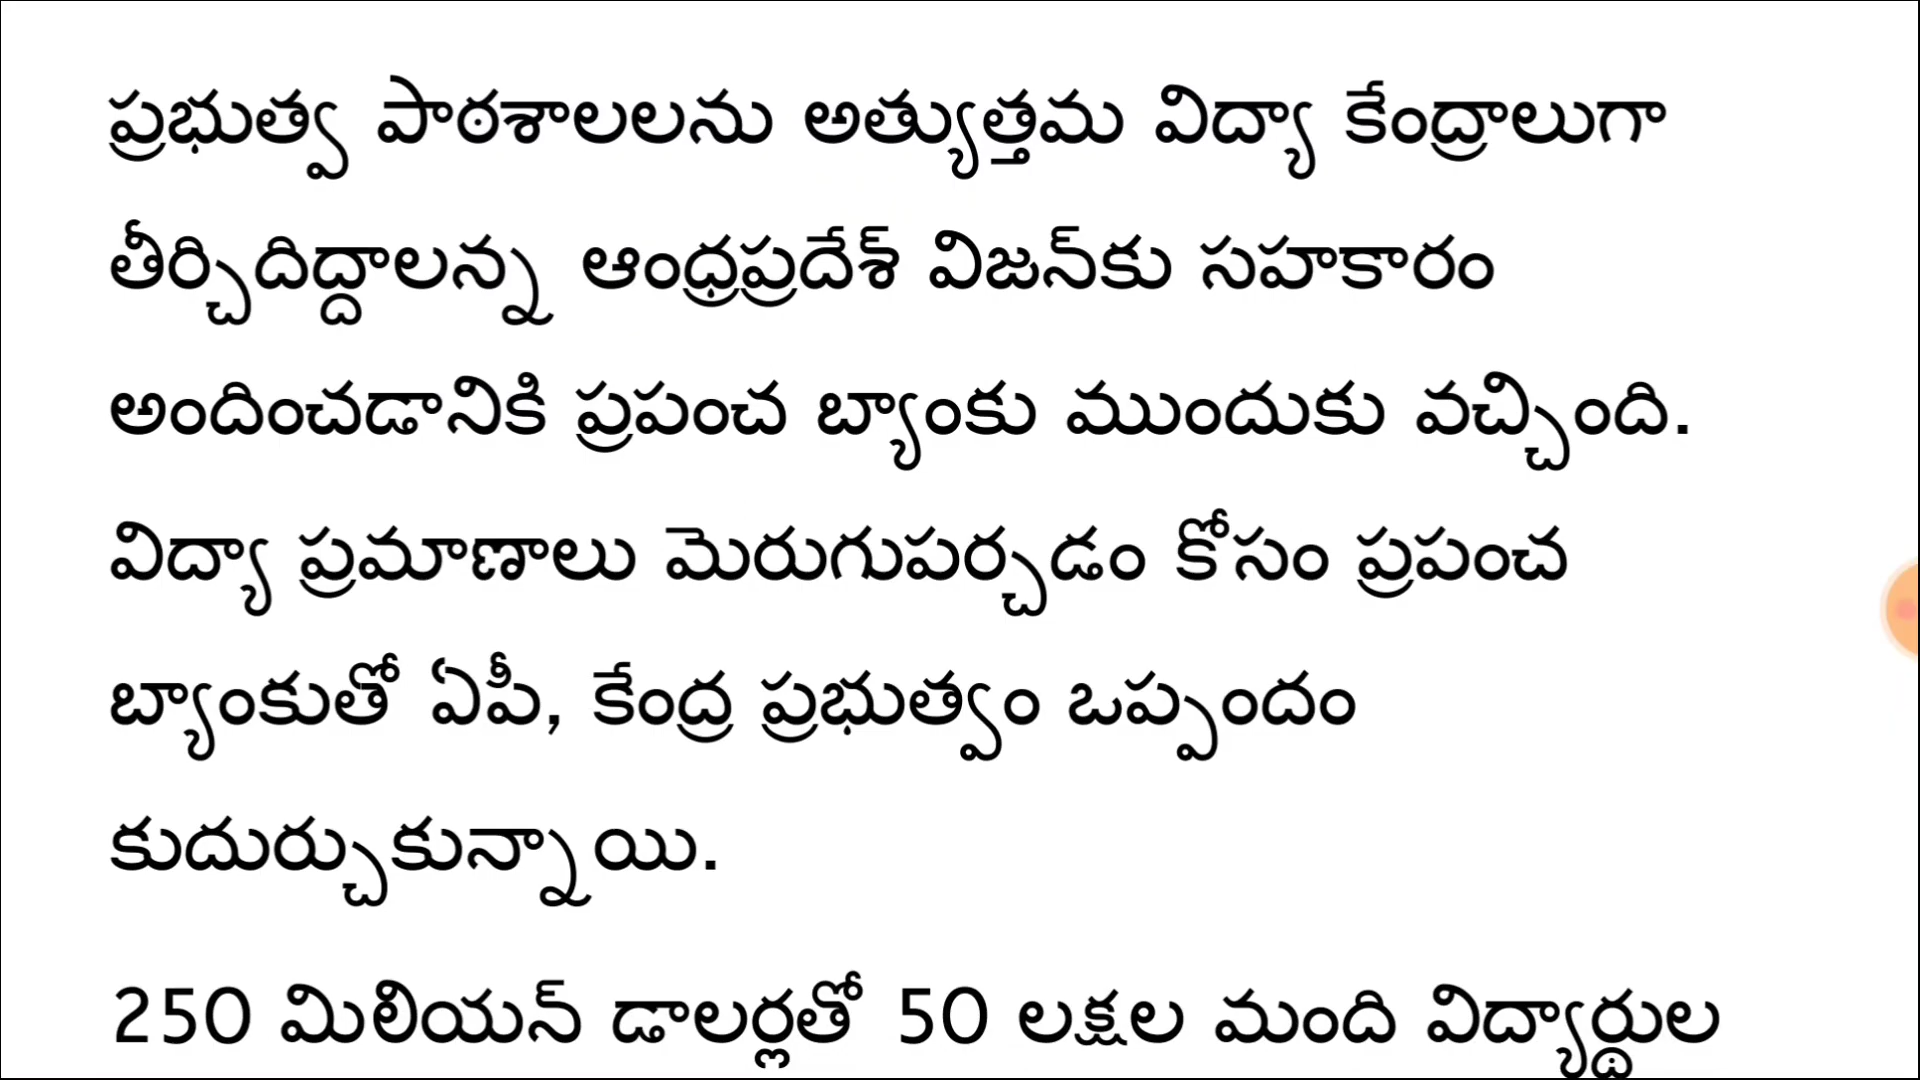 ప్రభుత్వ పాఠశాలలను అత్యుత్తమ విద్యా కేంద్రాలుగా
తీర్చిదిద్దాలన్న ఆంధ్రప్రదేశ్ విజన్‌కు సహకారం
అందించడానికి ప్రపంచ బ్యాంకు ముందుకు వచ్చింది.
విద్యా ప్రమాణాలు మెరుగుపర్చడం కోసం ప్రపంచ
బ్యాంకుతో ఏపీ, కేంద్ర ప్రభుత్వం ఒప్పందం
కుదుర్చుకున్నాయి.
250 మిలియన్ డాలర్లతో 50 లక్షల మంది విద్యార్థుల